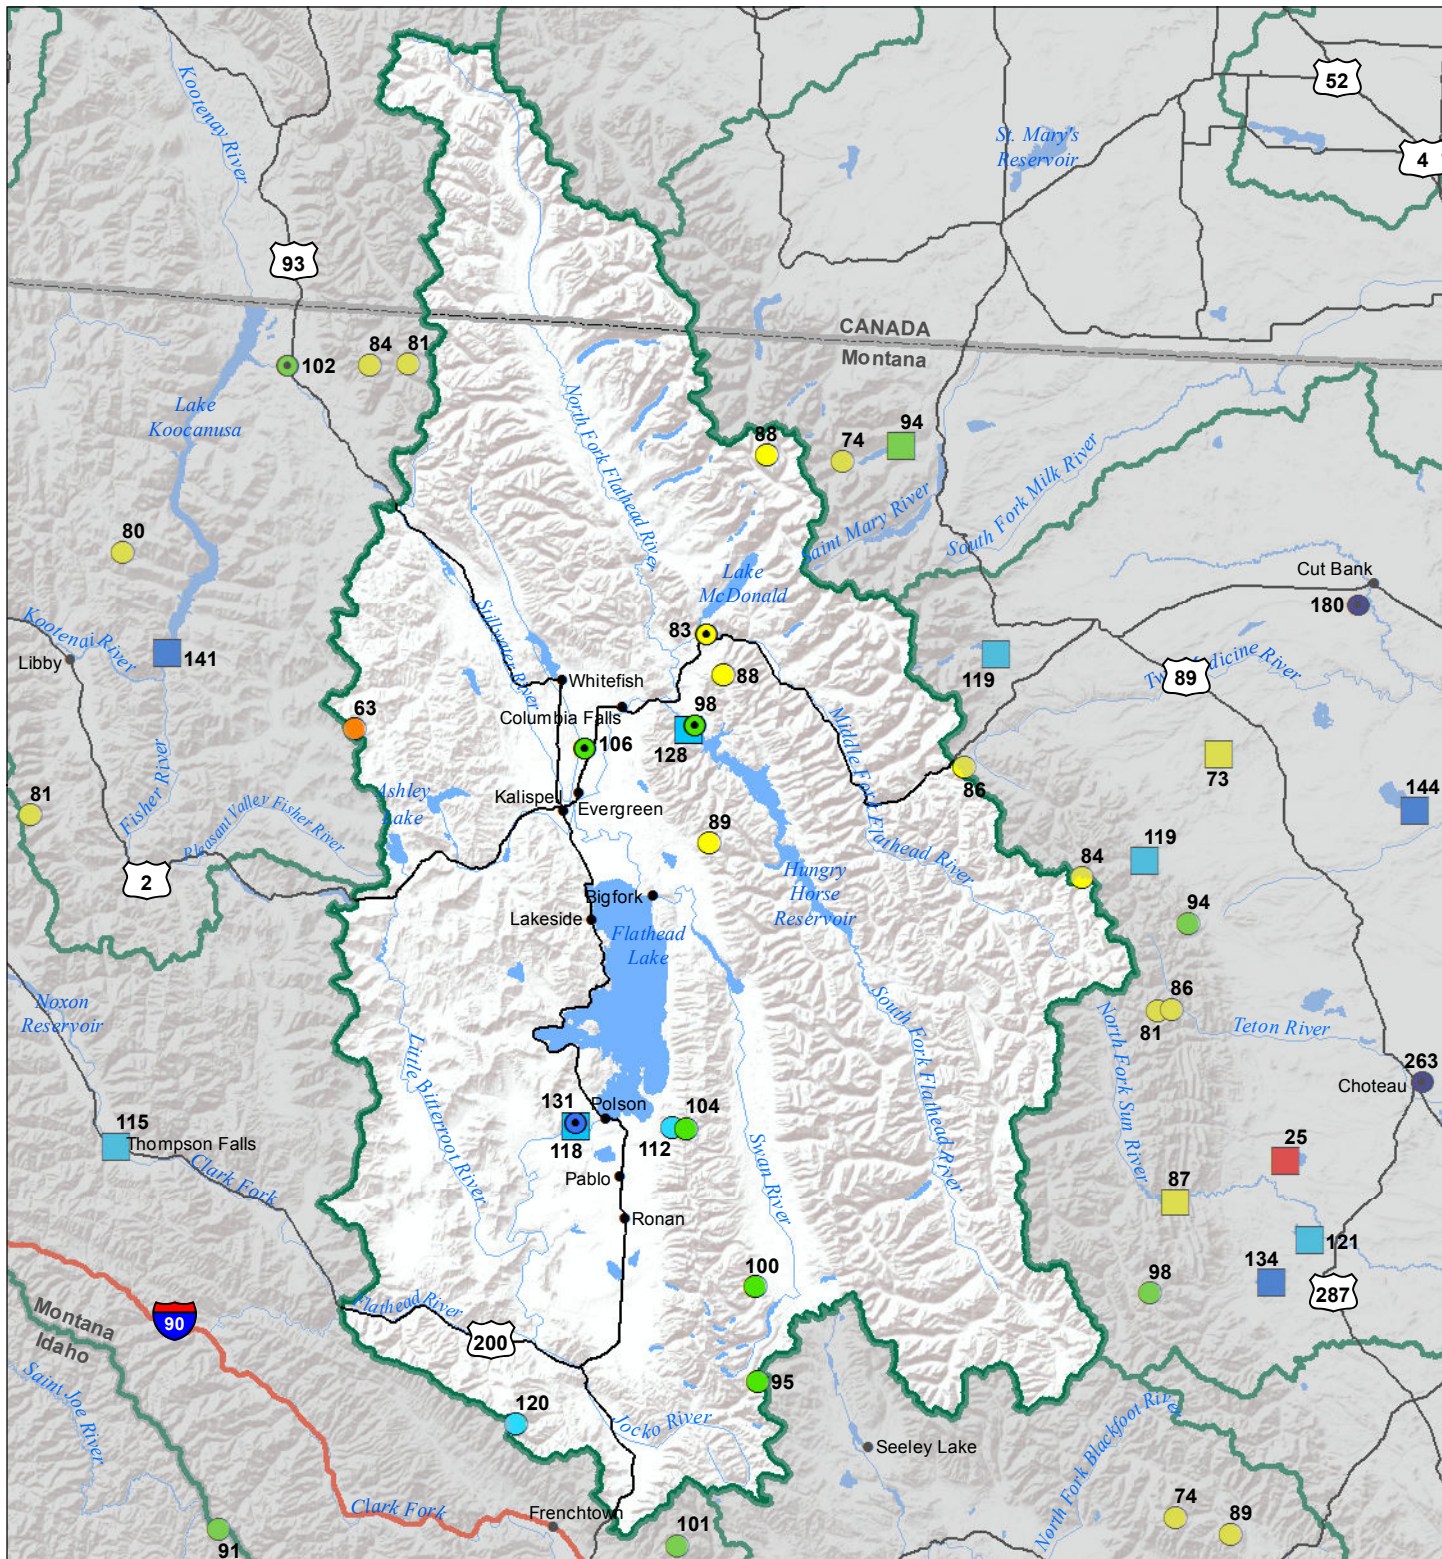 52
Kootenay River
St. Mary's
Reservoir
4
93
CANADA
Montana
102
84
81
Lake
Koocanusa
North Fork Flathead River
88
74
94
Saint Mary River
South Fork Milk River
80
Lake
McDonald
Cut Bank
180
Kootenai River
Libby
141
Stillwater River
83
119
89
Two Medicine River
Whitefish
88
63
Columbia Falls
98
128
106
Middle Fork Flathead River
86
73
144
81
Fisher River
Pleasant Valley Fisher River
Ashley
Lake
Kalispell
Evergreen
89
119
84
2
Hungry
Horse
Reservoir
Bigfork
Lakeside
Flathead
Lake
94
Noxon
Reservoir
Little Bitterroot River
South Fork Flathead River
North Fork Sun River
86
81
Teton River
263
Choteau
131
118
Polson
104
112
115
Thompson Falls
Clark Fork
Pablo
Swan River
25
87
Ronan
121
134
98
287
100
Flathead River
Montana
Idaho
90
200
Saint Joe River
95
120
Jocko River
Seeley Lake
North Fork Blackfoot River
Clark Fork
Frenchtown
74
89
91
101